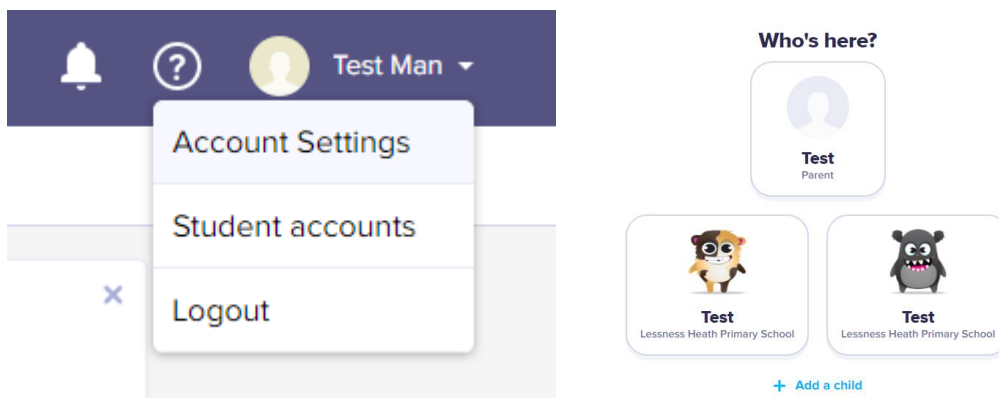 Test Man
Account Settings
Student accounts
Logout
Who's here?
Test
Parent
Test
Lessness Heath Primary School
Test
Lessness Heath Primary School
+ Add a child